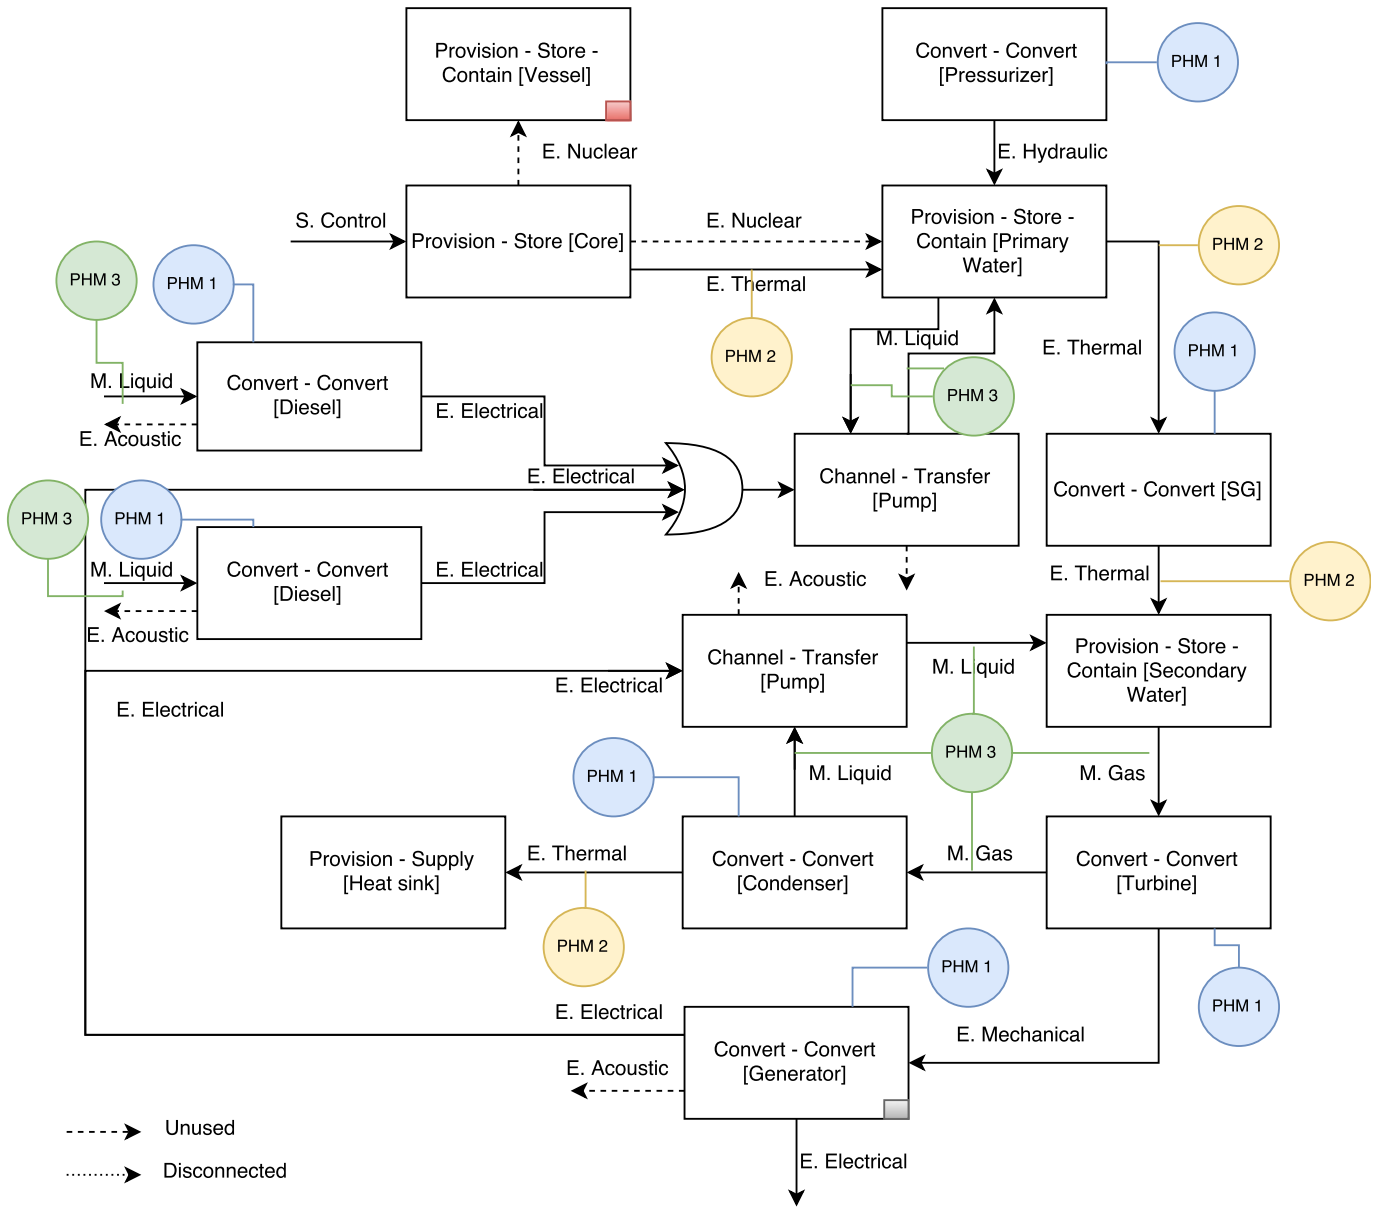 Provision - Store -
Contain [Vessel]
Convert - Convert
[Pressurizer]
PHM 1
E. Nuclear
E. Hydraulic
S. Control
Provision - Store [Core]
E. Nuclear
E. Thermal
Provision - Store -
Contain [Primary
Water]
PHM 2
PHM 3
PHM 1
PHM 2
M. Liquid
E. Thermal
PHM 1
M. Liquid
Convert - Convert
[Diesel]
E. Electrical
PHM 3
E. Acoustic
E. Electrical
Channel - Transfer
[Pump]
Convert - Convert [SG]
PHM 3
PHM 1
M. Liquid
Convert - Convert
[Diesel]
E. Electrical
E. Acoustic
E. Thermal
PHM 2
E. Acoustic
Channel - Transfer
[Pump]
M. Liquid
Provision - Store -
Contain [Secondary
Water]
E. Electrical
E. Electrical
PHM 1
M. Liquid
PHM 3
M. Gas
Provision - Supply
[Heat sink]
E. Thermal
Convert - Convert
[Condenser]
M. Gas
Convert - Convert
[Turbine]
PHM 2
PHM 1
PHM 1
E. Electrical
E. Mechanical
Convert - Convert
[Generator]
E. Acoustic
Unused
Disconnected
E. Electrical